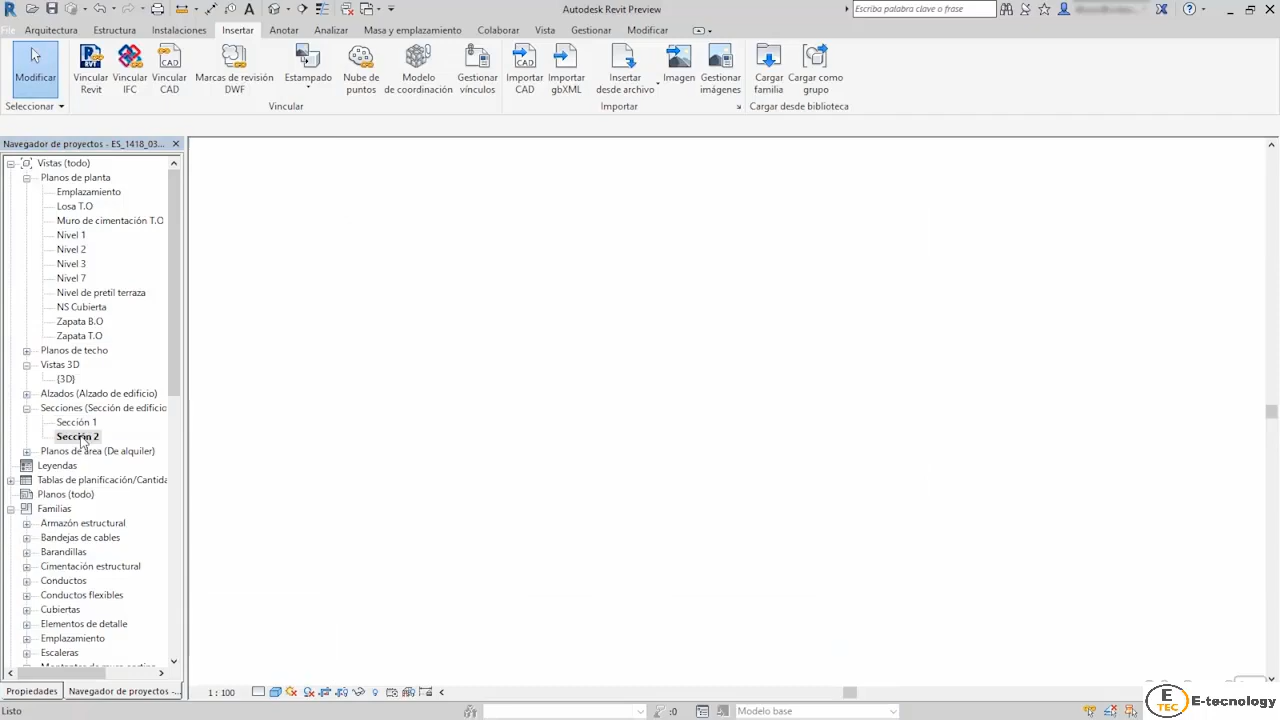 Autodesk Revit Preview
Escriba palabra clave o frase
Arquitectura Estructura Instalaciones Insertar Anotar Analizar Masa y emplazamiento Colaborar Vista Gestionar Modificar
Modificar
Vincular Revit
Vincular IFC
Vincular CAD
Marcas de revisión DWF
Estampado
Nube de puntos
Modelo de coordinación
Gestionar vínculos
Importar CAD
Importar gbXML
Insertar desde archivo
Imagen
Gestionar imágenes
Cargar familia
Cargar como grupo
Seleccionar
Vincular
Importar
Cargar desde biblioteca
Navegador de proyectos - ES_1418_03...
Vistas (todo)
Planos de planta
Emplazamiento
Losa T.O
Muro de cimentación T.O
Nivel 1
Nivel 2
Nivel 3
Nivel 7
Nivel de pretil terraza
NS Cubierta
Zapata B.O
Zapata T.O
Planos de techo
Vistas 3D
{3D}
Alzados (Alzado de edificio)
Secciones (Sección de edificio
Sección 1
Sección 2
Planos de área (De alquiler)
Leyendas
Tablas de planificación/Cantida
Planos (todo)
Familias
Armazón estructural
Bandejas de cables
Barandillas
Cimentación estructural
Conductos
Conductos flexibles
Cubiertas
Elementos de detalle
Emplazamiento
Escaleras
Propiedades
Navegador de proyectos -...
1 : 100
Listo
:0
Modelo base
E
TEC
E-tecnology